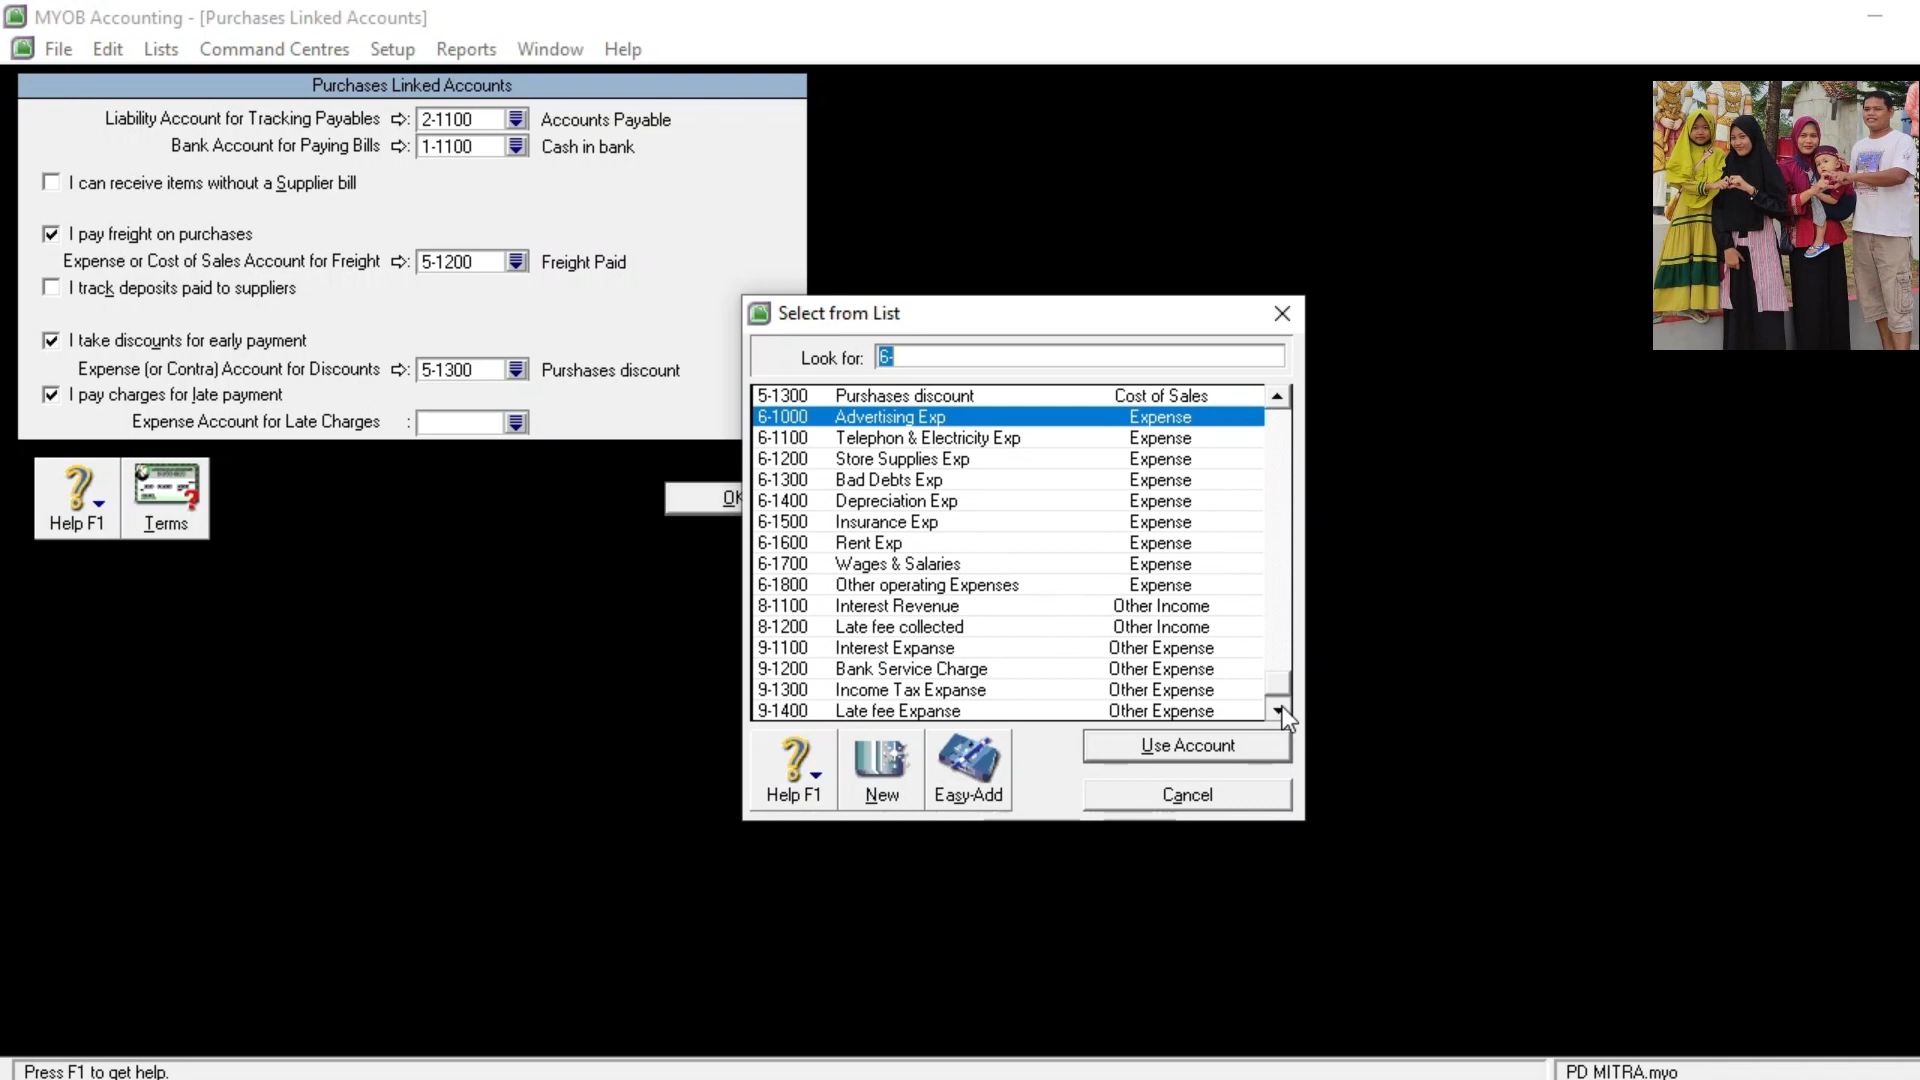 MYOB Accounting - [Purchases Linked Accounts]
File Edit Lists Command Centres Setup Reports Window Help
Purchases Linked Accounts
Liability Account for Tracking Payables 2-1100 Accounts Payable
Bank Account for Paying Bills 1-1100 Cash in bank
I can receive items without a Supplier bill
I pay freight on purchases
Expense or Cost of Sales Account for Freight 5-1200 Freight Paid
I track deposits paid to suppliers
I take discounts for early payment
Expense (or Contra) Account for Discounts 5-1300 Purshases discount
I pay charges for late payment
Expense Account for Late Charges :
Help F1 Terms
OK
Select from List
Look for: 6-
5-1300 Purshases discount Cost of Sales
6-1000 Advertising Exp Expense
6-1100 Telephon & Electricity Exp Expense
6-1200 Store Supplies Exp Expense
6-1300 Bad Debts Exp Expense
6-1400 Depreciation Exp Expense
6-1500 Insurance Exp Expense
6-1600 Rent Exp Expense
6-1700 Wages & Salaries Expense
6-1800 Other operating Expenses Expense
8-1100 Interest Revenue Other Income
8-1200 Late fee collected Other Income
9-1100 Interest Expanse Other Expense
9-1200 Bank Service Charge Other Expense
9-1300 Income Tax Expanse Other Expense
9-1400 Late fee Expanse Other Expense
Use Account
Help F1 New Easy-Add Cancel
Press F1 to get help. PD MITRA.myo